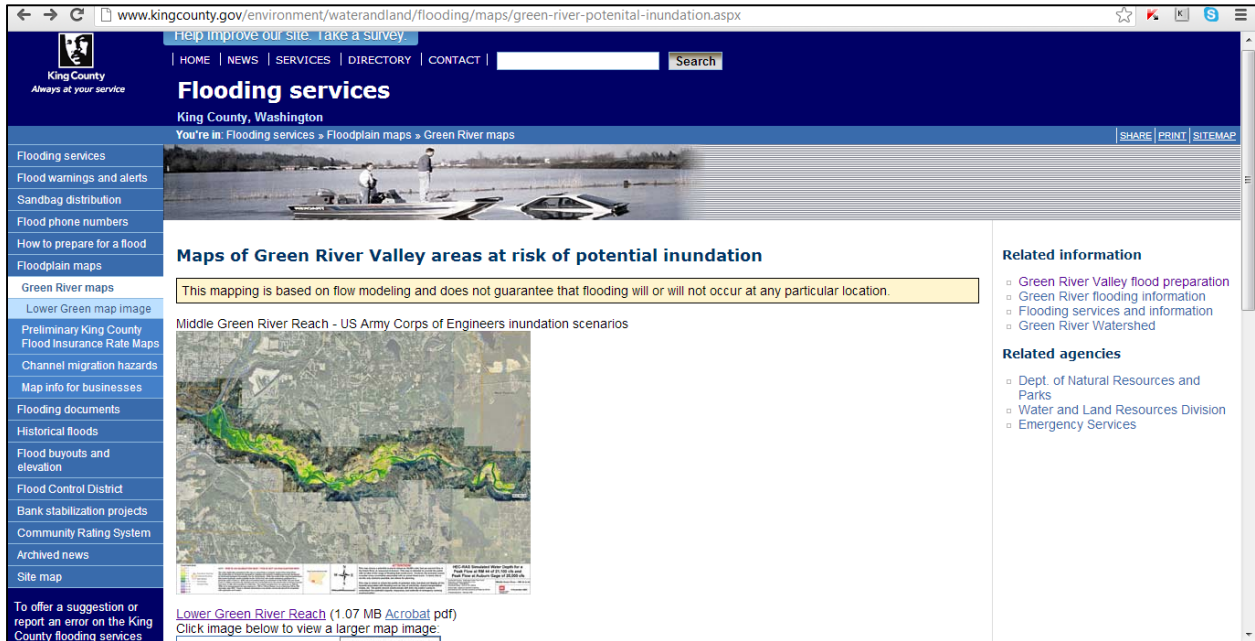 www.kingcounty.gov/environment/waterandland/flooding/maps/green-river-potenital-inundation.aspx
Help improve our site. Take a survey.
HOME | NEWS | SERVICES | DIRECTORY | CONTACT |
Search
King County
Always at your service
Flooding services
King County, Washington
You're in: Flooding services » Floodplain maps » Green River maps
SHARE PRINT SITEMAP
Flooding services
Flood warnings and alerts
Sandbag distribution
Flood phone numbers
How to prepare for a flood
Floodplain maps
Green River maps
Lower Green map image
Preliminary King County
Flood Insurance Rate Maps
Channel migration hazards
Map info for businesses
Flooding documents
Historical floods
Flood buyouts and
elevation
Flood Control District
Bank stabilization projects
Community Rating System
Archived news
Site map
To offer a suggestion or
report an error on the King
County flooding services
Maps of Green River Valley areas at risk of potential inundation
This mapping is based on flow modeling and does not guarantee that flooding will or will not occur at any particular location.
Middle Green River Reach - US Army Corps of Engineers inundation scenarios
HEC-RAS Simulated Water Depth for a
Lower Green River Reach (1.07 MB Acrobat pdf)
Click image below to view a larger map image:
Related information
Green River Valley flood preparation
Green River flooding information
Flooding services and information
Green River Watershed
Related agencies
Dept. of Natural Resources and
Parks
Water and Land Resources Division
Emergency Services